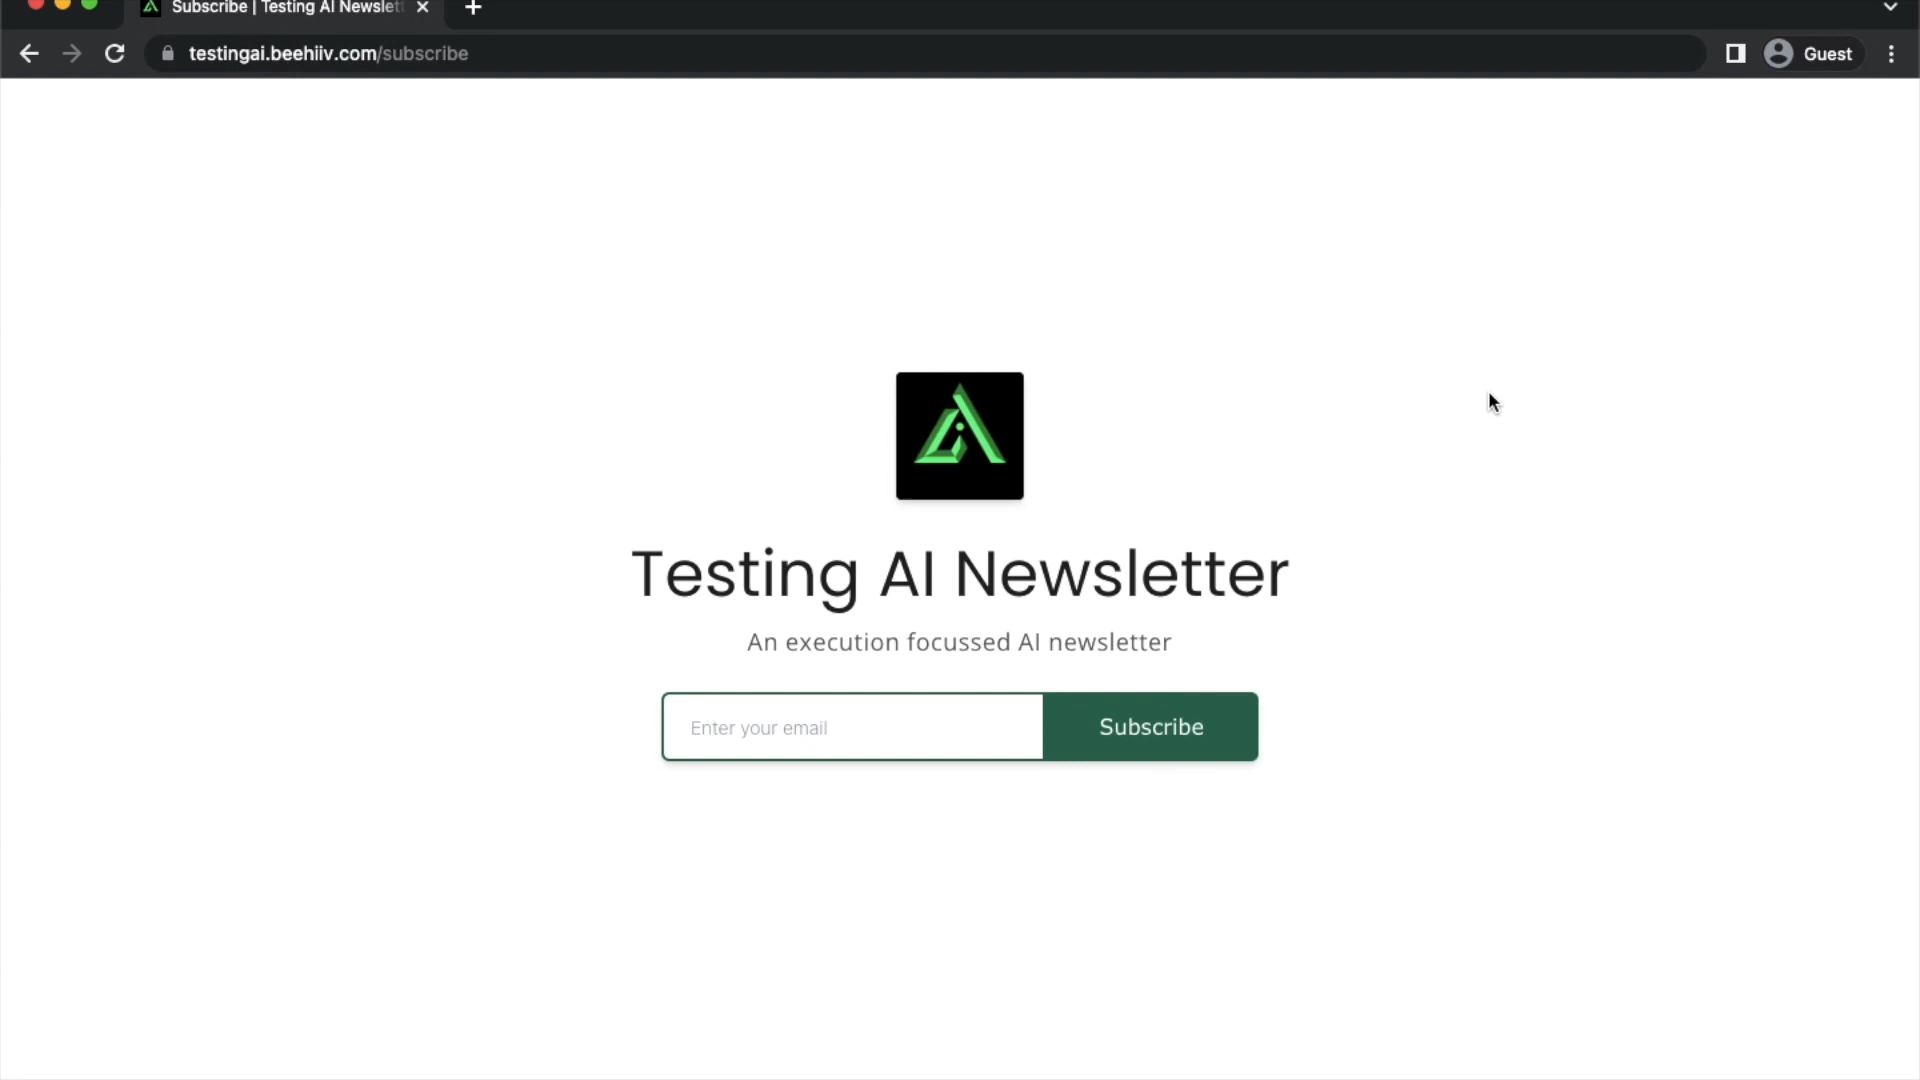 Subscribe | Testing AI Newslett
testingai.beehiiv.com/subscribe
Guest
Testing AI Newsletter
An execution focussed AI newsletter
Enter your email
Subscribe